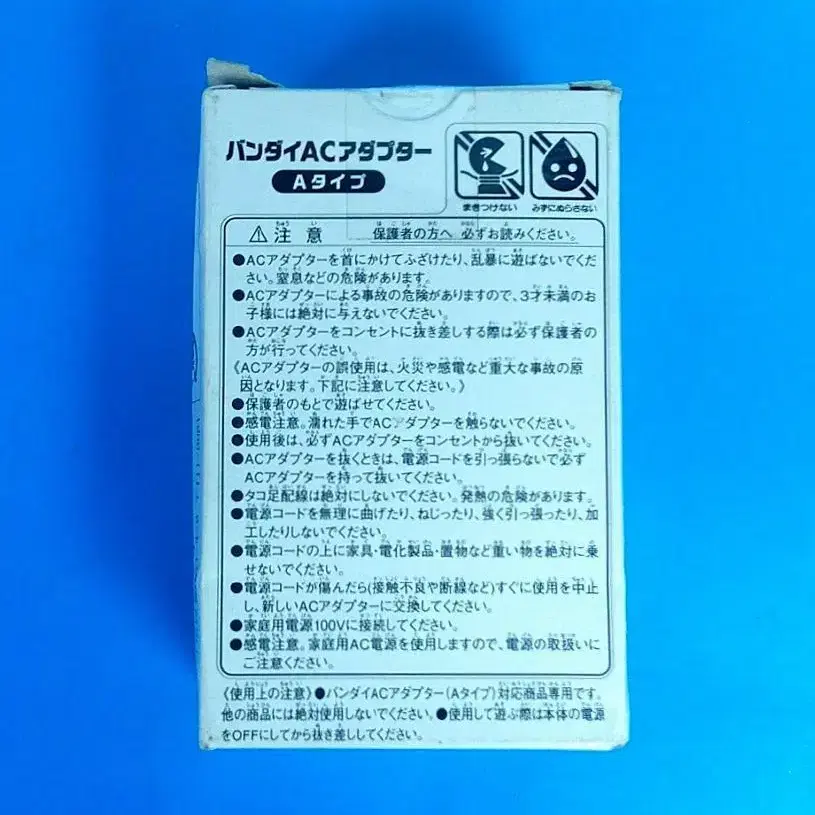 バンダイACアダプター
Aタイプ
まきつけない
みずにぬらさない
⚠注意 保護者の方へ 必ずお読みください。
●ACアダプターを首にかけてふざけたり、乱暴に遊ばないでくだ
さい。窒息などの危険があります。
●ACアダプターによる事故の危険がありますので、3才未満のお
子様には絶対に与えないでください。
●ACアダプターをコンセントに抜き差しする際は必ず保護者の
方が行ってください。
《ACアダプターの誤使用は、火災や感電など重大な事故の原
因となります。下記に注意してください。》
●保護者のもとで遊ばせてください。
●感電注意。濡れた手でACアダプターを触らないでください。
●使用後は、必ずACアダプターをコンセントから抜いてください。
●ACアダプターを抜くときは、電源コードを引っ張らないで必ず
ACアダプターを持って抜いてください。
●タコ足配線は絶対にしないでください。発熱の危険があります。
●電源コードを無理に曲げたり、ねじったり、強く引っ張ったり、加
工したりしないでください。
●電源コードの上に家具・電化製品・置物など重い物を絶対に乗
せないでください。
●電源コードが傷んだら(接触不良や断線など)すぐに使用を中止
し、新しいACアダプターに交換してください。
●家庭用電源100Vに接続してください。
●感電注意。家庭用AC電源を使用しますので、電源の取扱いに
ご注意ください。
《使用上の注意》●バンダイACアダプター(Aタイプ)対応商品専用です。
他の商品には絶対使用しないでください。●使用して遊ぶ際は本体の電源
をOFFにしてから抜き差ししてください。